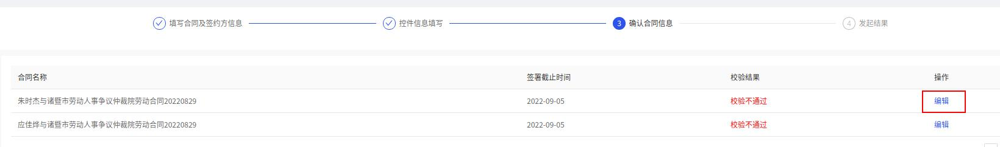 填写合同及签约方信息 控件信息填写 3 确认合同信息 4 发起结果
合同名称 签署截止时间 校验结果 操作
朱时杰与诸暨市劳动人事争议仲裁院劳动合同20220829 2022-09-05 校验不通过 编辑
应佳烨与诸暨市劳动人事争议仲裁院劳动合同20220829 2022-09-05 校验不通过 编辑